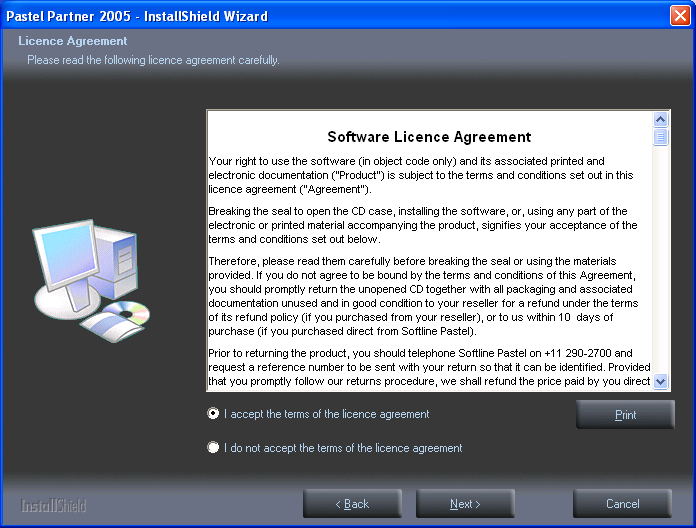 Pastel Partner 2005 - InstallShield Wizard
Licence Agreement
Please read the following licence agreement carefully.
Software Licence Agreement
Your right to use the software (in object code only) and its associated printed and
electronic documentation ("Product") is subject to the terms and conditions set out in this
licence agreement ("Agreement").
Breaking the seal to open the CD case, installing the software, or, using any part of the
electronic or printed material accompanying the product, signifies your acceptance of the
terms and conditions set out below.
Therefore, please read them carefully before breaking the seal or using the materials
provided. If you do not agree to be bound by the terms and conditions of this Agreement,
you should promptly return the unopened CD together with all packaging and associated
documentation unused and in good condition to your reseller for a refund under the terms
of its refund policy (if you purchased from your reseller), or to us within 10 days of
purchase (if you purchased direct from Softline Pastel).
Prior to returning the product, you should telephone Softline Pastel on +11 290-2700 and
request a reference number to be sent with your return so that it can be identified. Provided
that you promptly follow our returns procedure, we shall refund the price paid by you direct
I accept the terms of the licence agreement
Print
I do not accept the terms of the licence agreement
InstallShield
< Back
Next >
Cancel